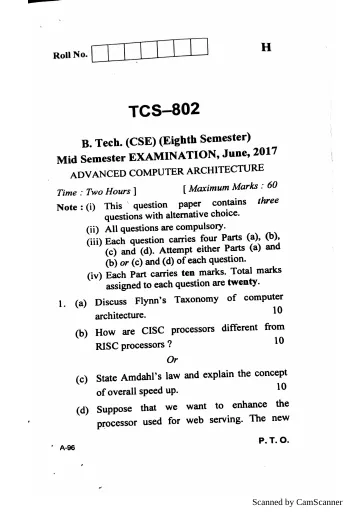 Roll No.
H
TCS–802
B. Tech. (CSE) (Eighth Semester)
Mid Semester EXAMINATION, June, 2017
ADVANCED COMPUTER ARCHITECTURE
Time : Two Hours ] [ Maximum Marks : 60
Note : (i) This question paper contains three
questions with alternative choice.
(ii) All questions are compulsory.
(iii) Each question carries four Parts (a), (b),
(c) and (d). Attempt either Parts (a) and
(b) or (c) and (d) of each question.
(iv) Each Part carries ten marks. Total marks
assigned to each question are twenty.
1. (a) Discuss Flynn's Taxonomy of computer
architecture. 10
(b) How are CISC processors different from
RISC processors ? 10
Or
(c) State Amdahl's law and explain the concept
of overall speed up. 10
(d) Suppose that we want to enhance the
processor used for web serving. The new
P. T. O.
A-96
Scanned by CamScanner